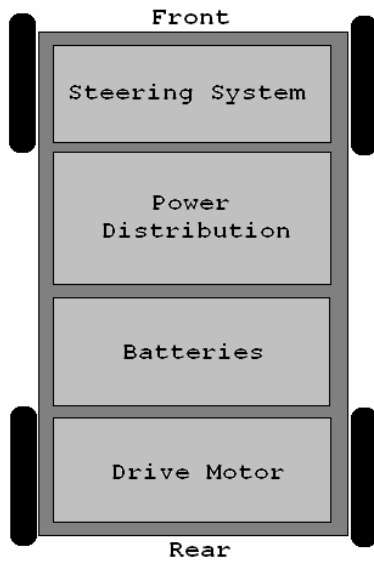 Front
Steering System
Power
Distribution
Batteries
Drive Motor
Rear